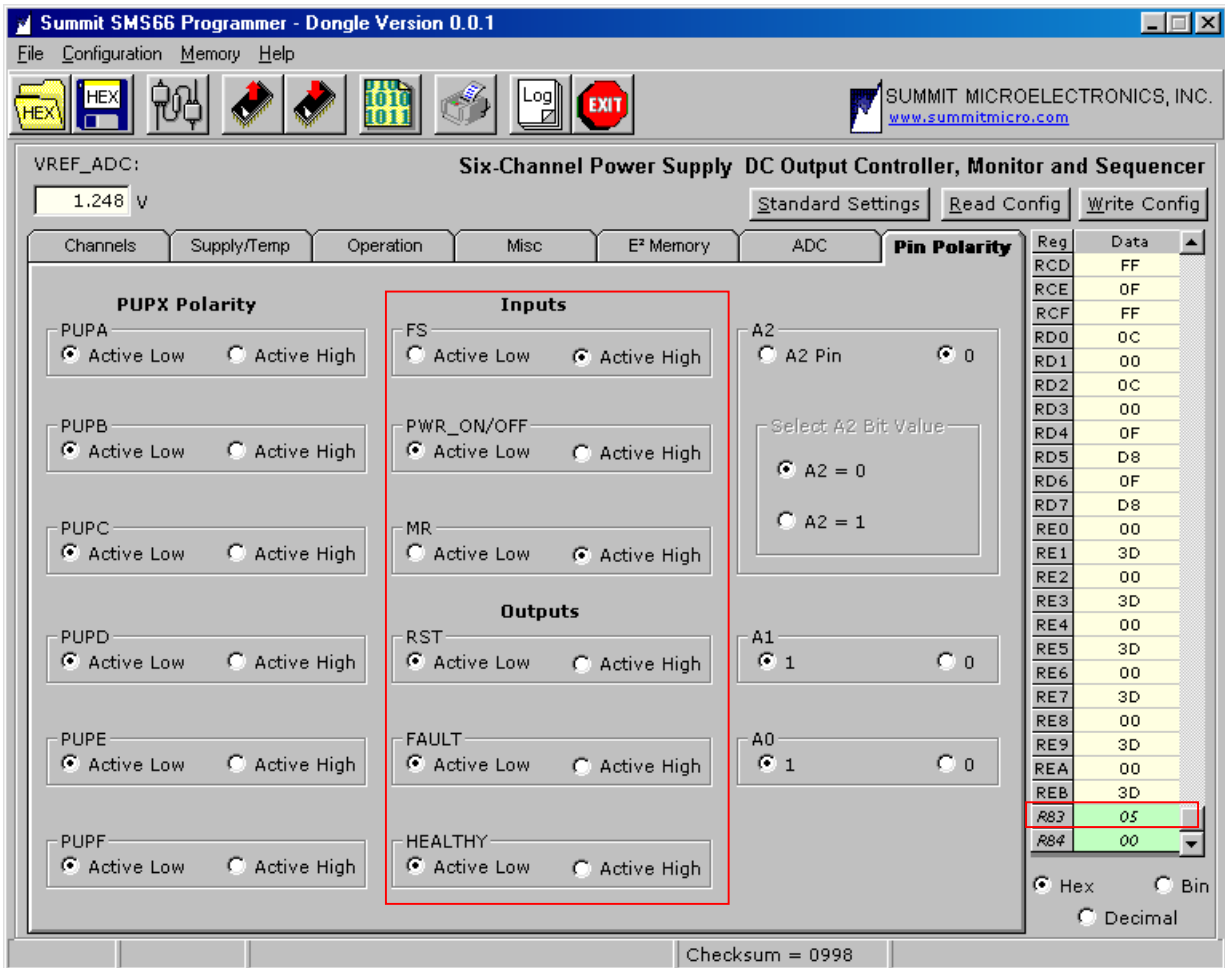 Summit SMS66 Programmer - Dongle Version 0.0.1
File Configuration Memory Help
HEX
HEX
010
1010
1011
Log
EXIT
SUMMIT MICROELECTRONICS, INC.
www.summitmicro.com
VREF_ADC:
1.248 V
Six-Channel Power Supply DC Output Controller, Monitor and Sequencer
Standard Settings Read Config Write Config
Channels Supply/Temp Operation Misc E² Memory ADC Pin Polarity
PUPX Polarity
PUPA
Active Low Active High
PUPB
Active Low Active High
PUPC
Active Low Active High
PUPD
Active Low Active High
PUPE
Active Low Active High
PUPF
Active Low Active High
Inputs
FS
Active Low Active High
PWR_ON/OFF
Active Low Active High
MR
Active Low Active High
Outputs
RST
Active Low Active High
FAULT
Active Low Active High
HEALTHY
Active Low Active High
A2
A2 Pin 0
Select A2 Bit Value
A2 = 0
A2 = 1
A1
1 0
A0
1 0
Reg Data
RCD FF
RCE 0F
RCF FF
RD0 0C
RD1 00
RD2 0C
RD3 00
RD4 0F
RD5 D8
RD6 0F
RD7 D8
RE0 00
RE1 3D
RE2 00
RE3 3D
RE4 00
RE5 3D
RE6 00
RE7 3D
RE8 00
RE9 3D
REA 00
REB 3D
R83 05
R84 00
Hex Bin
Decimal
Checksum = 0998